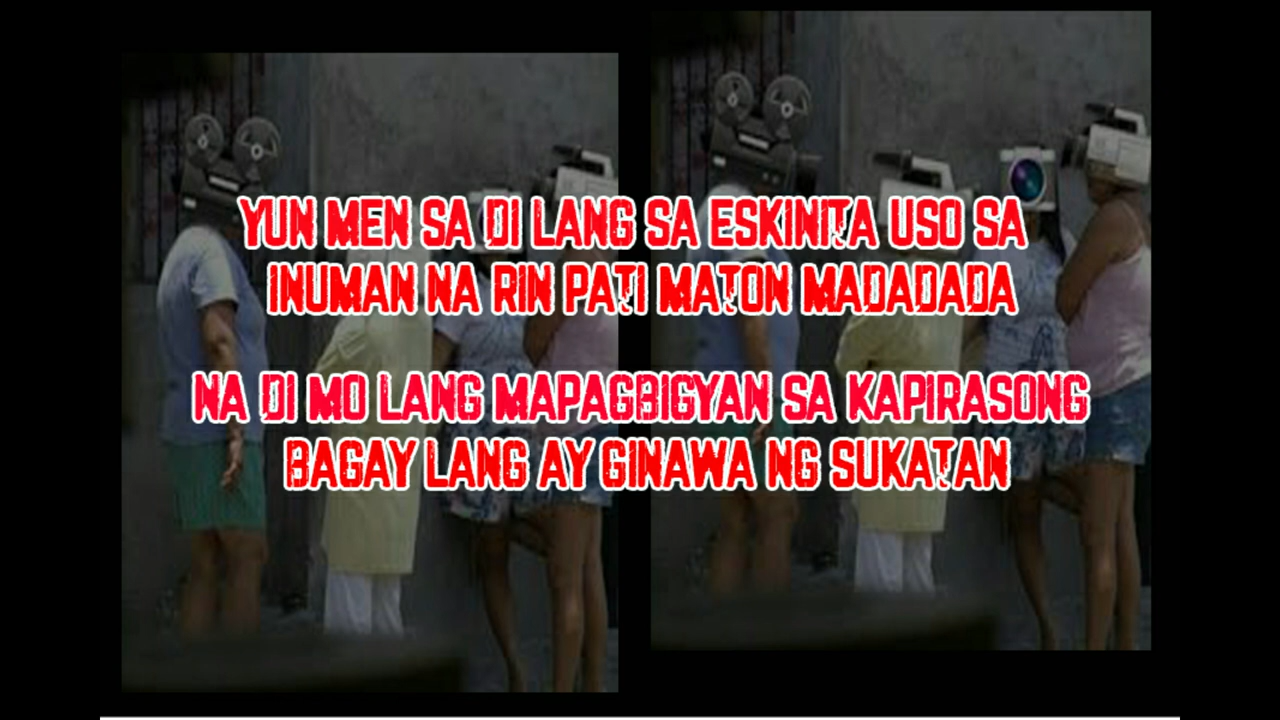 YUN MEN SA DI LANG SA ESKINITA USO SA
INUMAN NA RIN PATI MATON MADADADA
NA DI MO LANG MAPAGBIGYAN SA KAPIRASONG
BAGAY LANG AY GINAWA NG SUKATAN